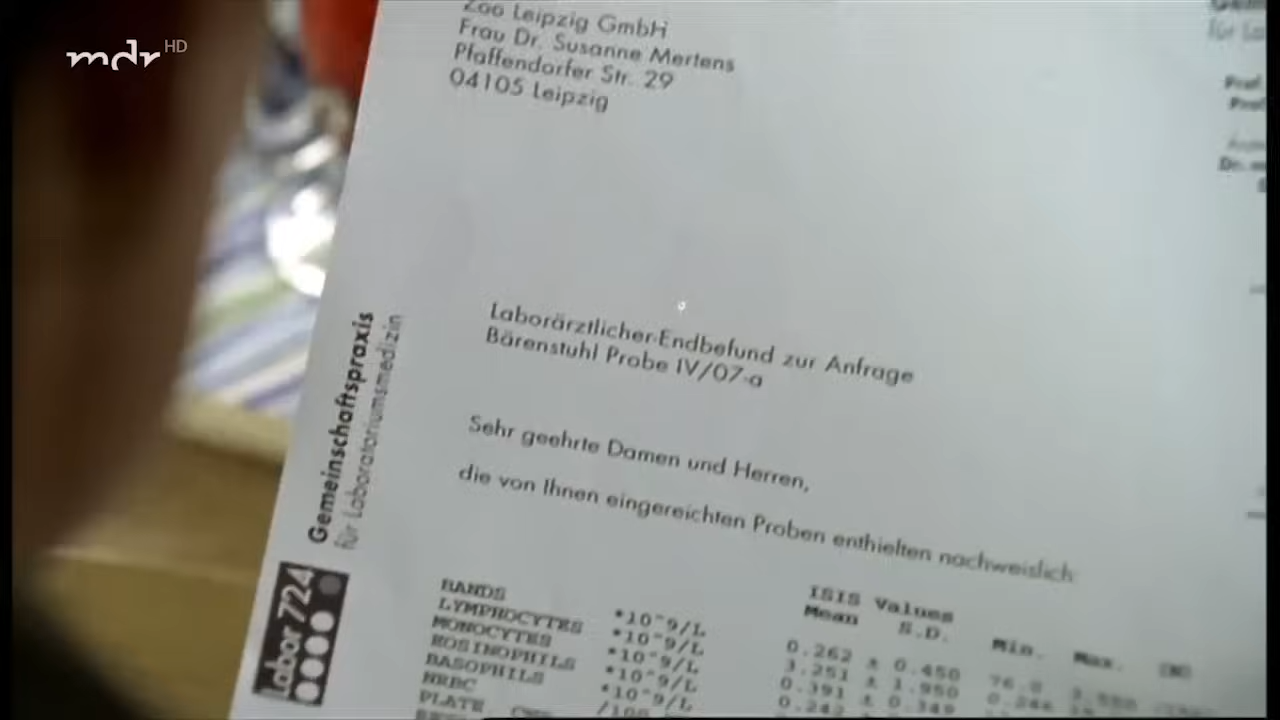 mdr HD
Zoo Leipzig GmbH
Frau Dr. Susanne Mertens
Pfaffendorfer Str. 29
04105 Leipzig
Laborärztlicher Endbefund zur Anfrage
Bärenstuhl Probe IV/07-a
Sehr geehrte Damen und Herren,
die von Ihnen eingereichten Proben enthielten nachweislich:
Gemeinschaftspraxis
für Laboratoriumsmedizin
labor 724
ISIS Values
Mean S.D. Min. Max.
BANDS *10^9/L 0.262 ± 0.450
LYMPHOCYTES *10^9/L 3.251 ± 1.950
MONOCYTES *10^9/L 0.391 ± 0.349
EOSINOPHILS *10^9/L 0.242 ±
BASOPHILS *10^9/L
NRBC /100
PLATE.